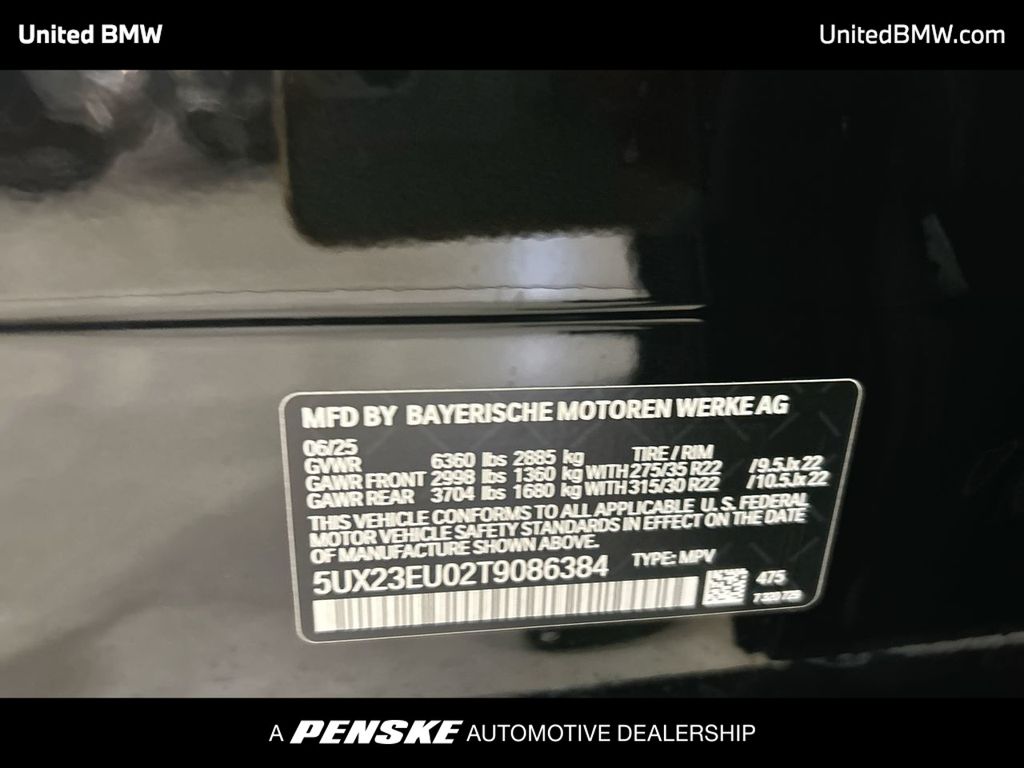 United BMW
UnitedBMW.com
MFD BY BAYERISCHE MOTOREN WERKE AG
06/25
GVWR 6360 lbs 2885 kg TIRE / RIM
GAWR FRONT 2998 lbs 1360 kg WITH 275/35 R22 /9.5Jx22
GAWR REAR 3704 lbs 1680 kg WITH 315/30 R22 /10.5Jx22
THIS VEHICLE CONFORMS TO ALL APPLICABLE U. S. FEDERAL
MOTOR VEHICLE SAFETY STANDARDS IN EFFECT ON THE DATE
OF MANUFACTURE SHOWN ABOVE.
5UX23EU02T9086384 TYPE: MPV
475
A PENSKE AUTOMOTIVE DEALERSHIP